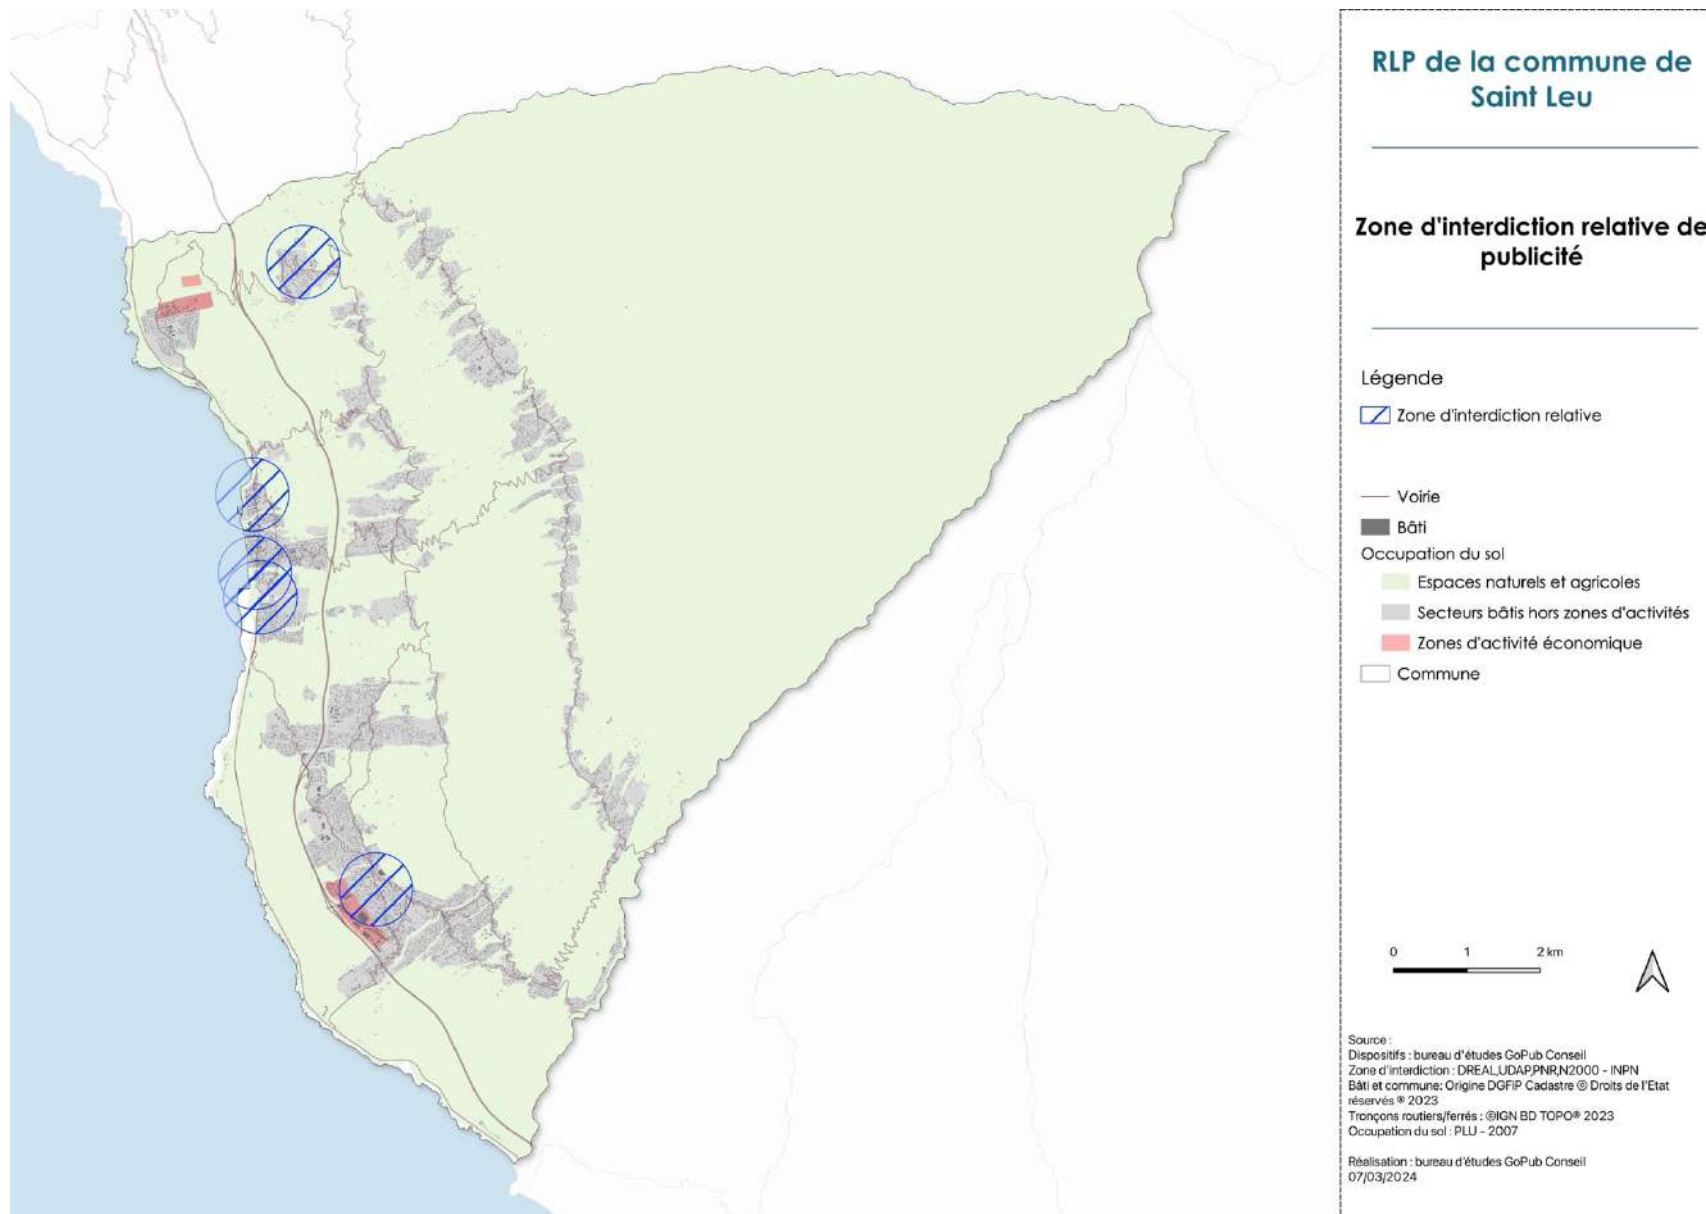 RLP de la commune de
Saint Leu
Zone d'interdiction relative de
publicité
Légende
Zone d'interdiction relative
Voirie
Bâti
Occupation du sol
Espaces naturels et agricoles
Secteurs bâtis hors zones d'activités
Zones d'activité économique
Commune
0 1 2 km
Source :
Dispositifs : bureau d'études GoPub Conseil
Zone d'interdiction : DREAL,UDAP,PNR,N2000 - INPN
Bâti et commune: Origine DGFiP Cadastre © Droits de l'Etat
réservés ® 2023
Tronçons routiers/ferrés : ©IGN BD TOPO® 2023
Occupation du sol : PLU - 2007
Réalisation : bureau d'études GoPub Conseil
07/03/2024